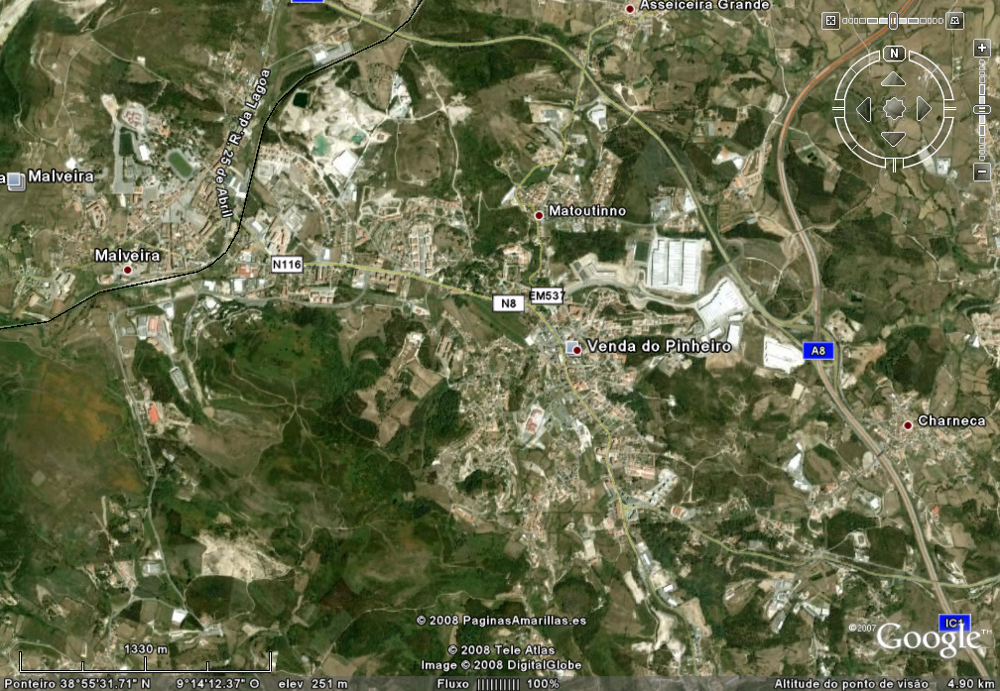 Asseiceira Grande
N
R. da Lagoa
25 de Abril
a
Malveira
Matoutinno
Malveira
N116
N8
EM537
Venda do Pinheiro
A8
Charneca
© 2008 PaginasAmarillas.es
© 2007
Google™
IC1
1330 m
© 2008 Tele Atlas
Image © 2008 DigitalGlobe
Ponteiro 38°55'31.71" N 9°14'12.37" O elev 251 m Fluxo |||||||||| 100% Altitude do ponto de visão 4.90 km